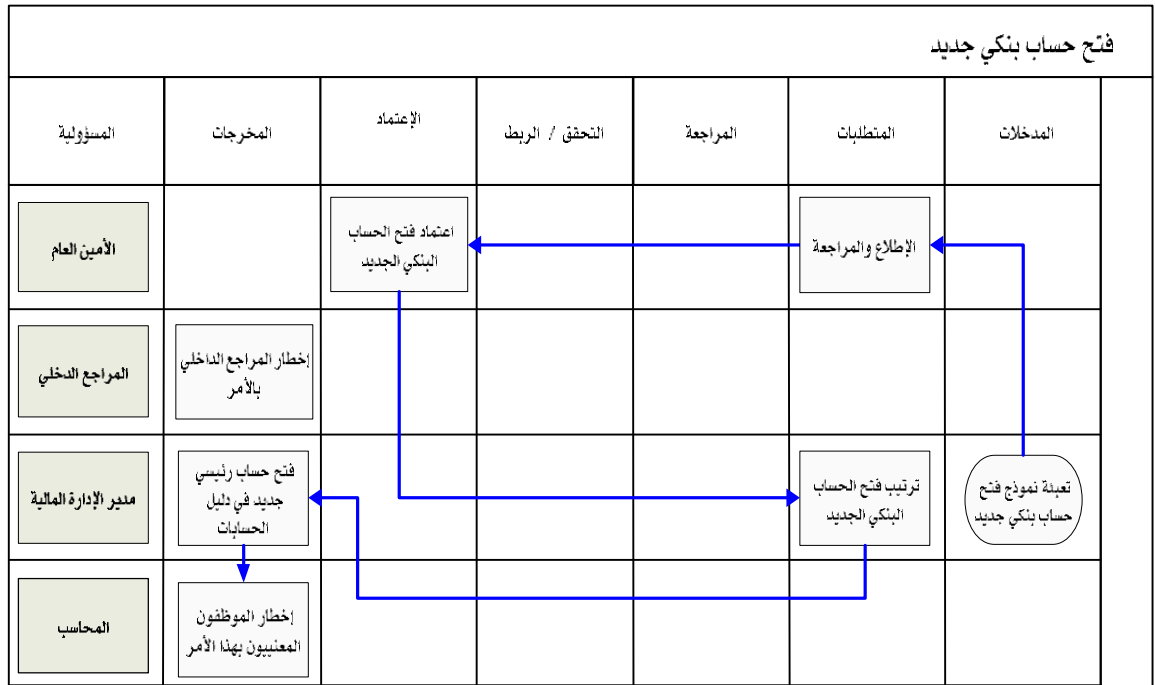 فتح حساب بنكي جديد
المدخلات
المتطلبات
المراجعة
التحقق / الربط
الإعتماد
المخرجات
المسؤولية
الإطلاع والمراجعة
اعتماد فتح الحساب
البنكي الجديد
الأمين العام
إخطار المراجع الداخلي
بالأمر
المراجع الدخلي
تعبئة نموذج فتح
حساب بنكي جديد
ترتيب فتح الحساب
البنكي الجديد
فتح حساب رئيسي
جديد في دليل
الحسابات
مدير الإدارة المالية
إخطار الموظفون
المعنييون بهذا الأمر
المحاسب